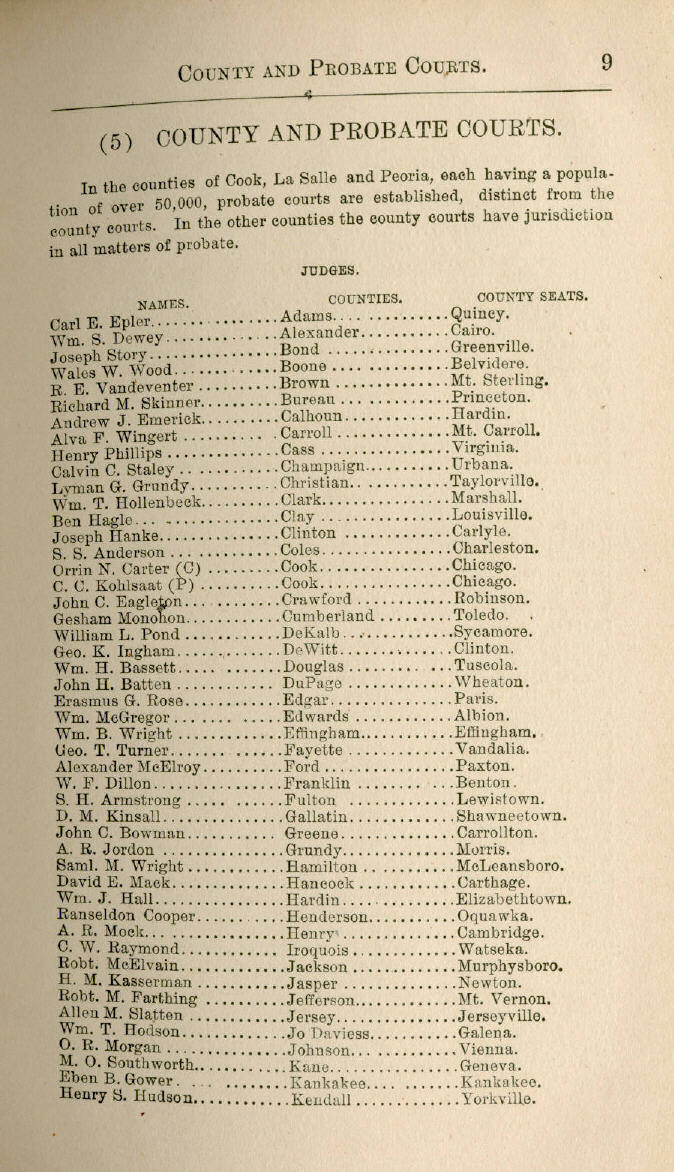 COUNTY AND PROBATE COURTS. 9
(5) COUNTY AND PROBATE COURTS.
In the counties of Cook, La Salle and Peoria, each having a popula-
tion of over 50,000, probate courts are established, distinct from the
county courts. In the other counties the county courts have jurisdiction
in all matters of probate.
JUDGES.
NAMES. COUNTIES. COUNTY SEATS.
Carl E. Epler................Adams...............Quincy.
Wm. S. Dewey..............Alexander...........Cairo.
Joseph Story................Bond ...............Greenville.
Wales W. Wood.............Boone...............Belvidere.
R. E. Vandeventer ..........Brown ...............Mt. Sterling.
Richard M. Skinner..........Bureau ..............Princeton.
Andrew J. Emerick..........Calhoun..............Hardin.
Alva F. Wingert ............Carroll ..............Mt. Carroll.
Henry Phillips ..............Cass ................Virginia.
Calvin C. Staley ............Champaign...........Urbana.
Lyman G. Grundy...........Christian............Taylorville.
Wm. T. Hollenbeck..........Clark................Marshall.
Ben Hagle..................Clay ................Louisville.
Joseph Hanke...............Clinton .............Carlyle.
S. S. Anderson ..............Coles................Charleston.
Orrin N. Carter (C) .........Cook................Chicago.
C. C. Kohlsaat (P) ..........Cook................Chicago.
John C. Eagleton............Crawford ............Robinson.
Gesham Monohon............Cumberland .........Toledo.
William L. Pond ............DeKalb..............Sycamore.
Geo. K. Ingham.............DeWitt..............Clinton.
Wm. H. Bassett.............Douglas .............Tuscola.
John H. Batten ............ DuPage .............Wheaton.
Erasmus G. Rose............Edgar...............Paris.
Wm. McGregor.............Edwards ............Albion.
Wm. B. Wright .............Effingham...........Effingham.
Geo. T. Turner..............Fayette .............Vandalia.
Alexander McElroy..........Ford ................Paxton.
W. F. Dillon................Franklin ............Benton.
S. H. Armstrong ............Fulton .............Lewistown.
D. M. Kinsall...............Gallatin.............Shawneetown.
John C. Bowman........... Greene..............Carrollton.
A. R. Jordon ...............Grundy..............Morris.
Saml. M. Wright............Hamilton ...........McLeansboro.
David E. Mack..............Hancock ............Carthage.
Wm. J. Hall................Hardin..............Elizabethtown.
Ranseldon Cooper...........Henderson...........Oquawka.
A. R. Mock.................Henry..............Cambridge.
C. W. Raymond............ Iroquois.............Watseka.
Robt. McElvain.............Jackson .............Murphysboro.
H. M. Kasserman ...........Jasper ..............Newton.
Robt. M. Farthing ..........Jefferson............Mt. Vernon.
Allen M. Slatten ............Jersey...............Jerseyville.
Wm. T. Hodson.............Jo Daviess...........Galena.
O. R. Morgan ..............Johnson.............Vienna.
M. O. Southworth...........Kane................Geneva.
Eben B. Gower.............Kankakee...........Kankakee.
Henry S. Hudson............Kendall .............Yorkville.